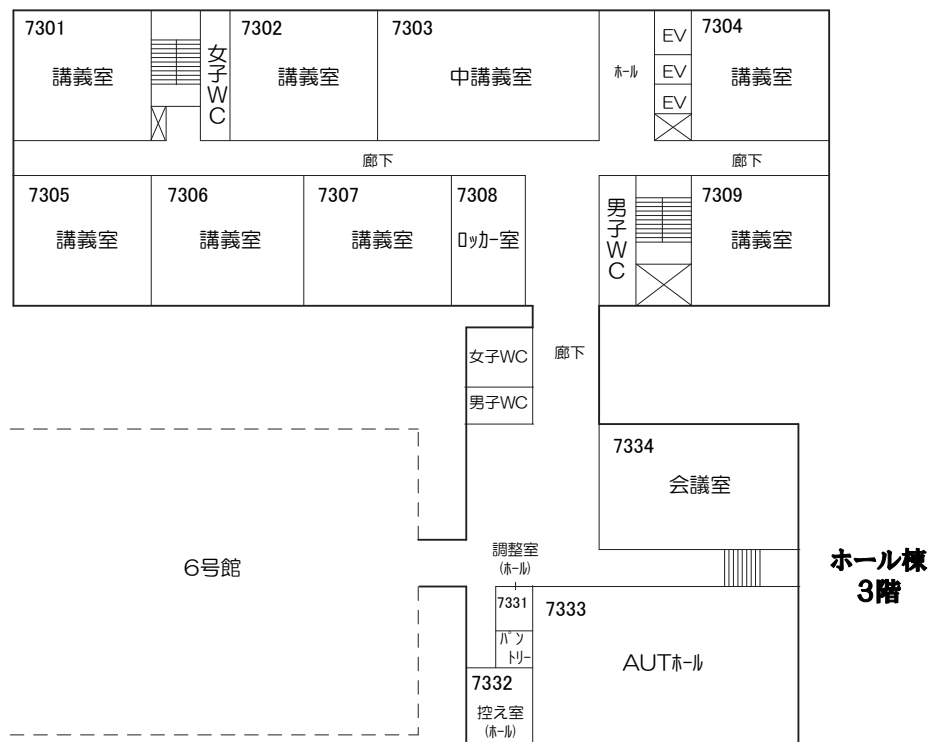 7301
講義室
女子WC
7302
講義室
7303
中講義室
ホール
EV
EV
EV
7304
講義室
廊下
廊下
7305
講義室
7306
講義室
7307
講義室
7308
ロッカー室
男子WC
7309
講義室
女子WC
廊下
男子WC
7334
会議室
6号館
調整室
(ホール)
7331
パン
トリー
7333
AUTホール
7332
控え室
(ホール)
ホール棟
3階